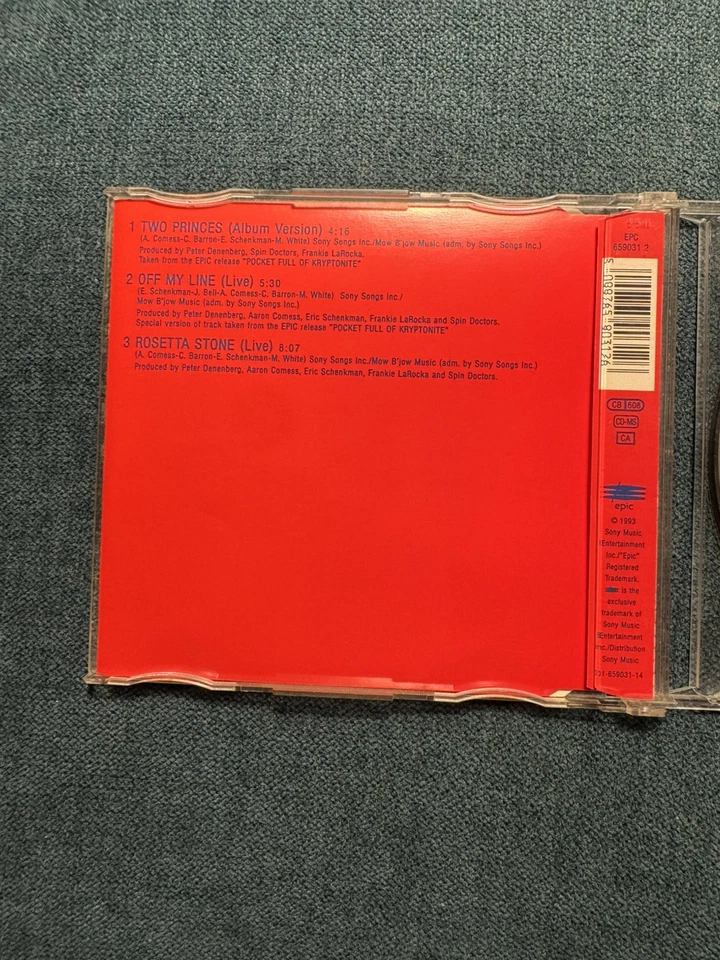 1 TWO PRINCES (Album Version) 4:16
(A. Comess-C. Barron-E. Schenkman-M. White) Sony Songs Inc./Mow B'jow Music (adm. by Sony Songs Inc.)
Produced by Peter Denenberg, Spin Doctors, Frankie LaRocka,
Taken from the EPIC release "POCKET FULL OF KRYPTONITE"
2 OFF MY LINE (Live) 5:30
(E. Schenkman-J. Bell-A. Comess-C. Barron-M. White) Sony Songs Inc./
Mow B'jow Music (adm. by Sony Songs Inc.)
Produced by Peter Denenberg, Aaron Comess, Eric Schenkman, Frankie LaRocka and Spin Doctors.
Special version of track taken from the EPIC release "POCKET FULL OF KRYPTONITE"
3 ROSETTA STONE (Live) 8:07
(A. Comess-C. Barron-E. Schenkman-M. White) Sony Songs Inc./Mow B'jow Music (adm. by Sony Songs Inc.)
Produced by Peter Denenberg, Aaron Comess, Eric Schenkman, Frankie LaRocka and Spin Doctors.
EPC
659031 2
CB 608
CD-MS
CA
epic
© 1993
Sony Music
Entertainment
Inc./"Epic"
Registered
Trademark.
is the
exclusive
trademark of
Sony Music
Entertainment
Inc./Distribution
Sony Music
01-659031-14